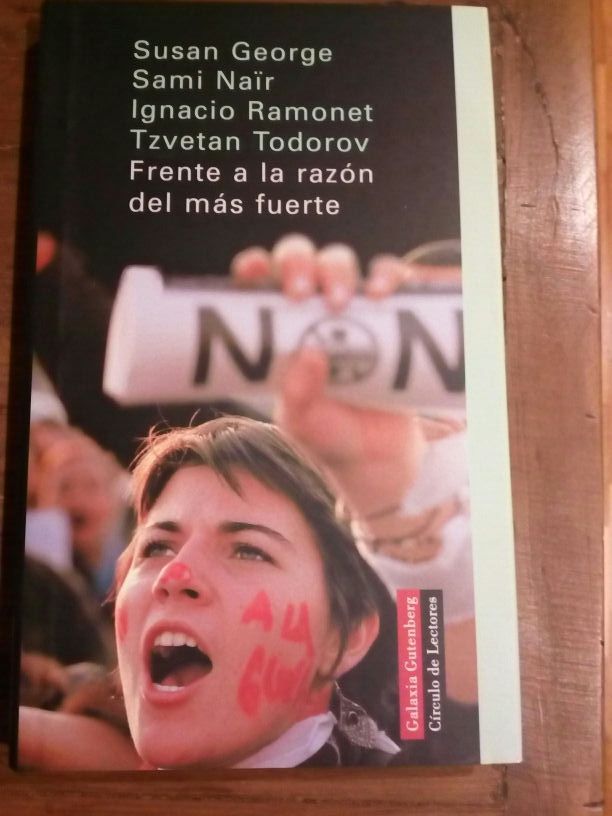 Susan George
Sami Naïr
Ignacio Ramonet
Tzvetan Todorov
Frente a la razón
del más fuerte
NON
Galaxia Gutenberg
Círculo de Lectores